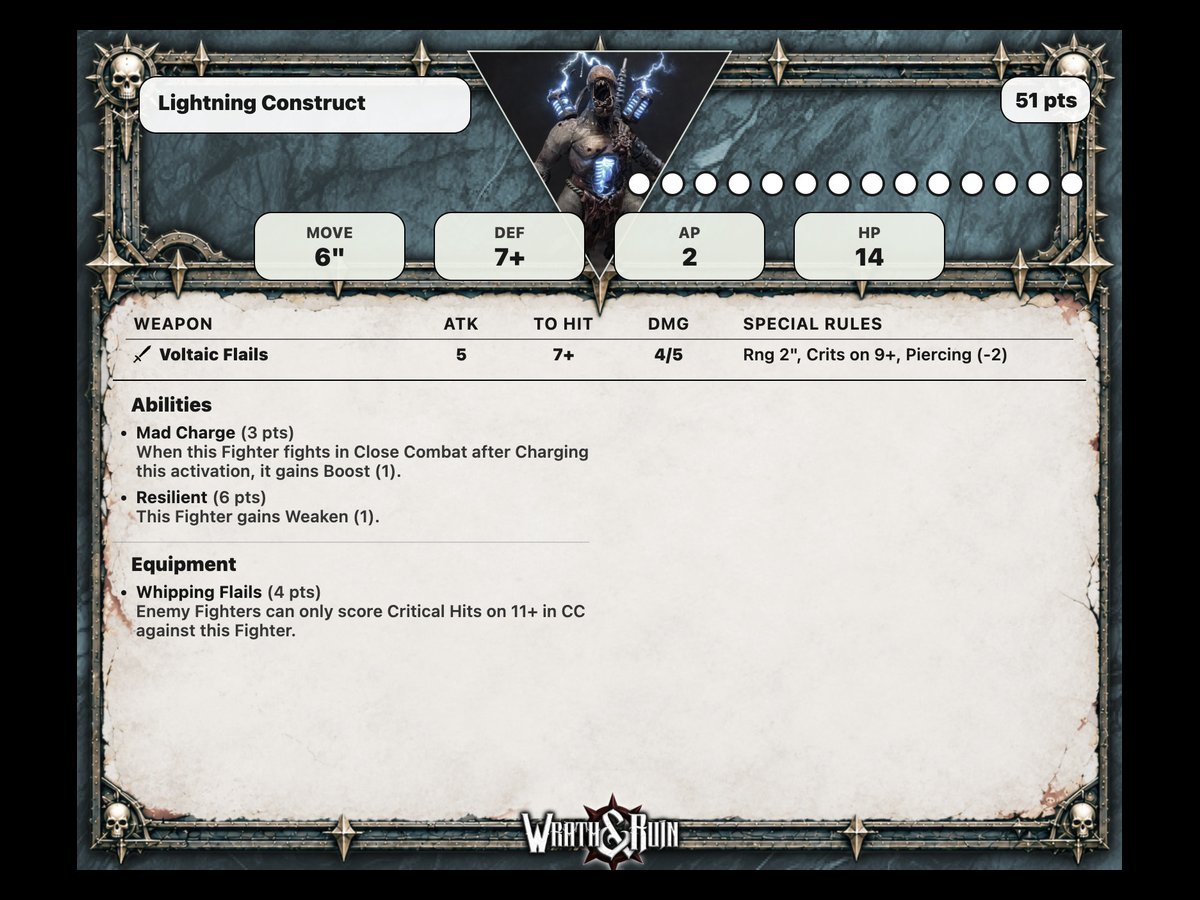 Lightning Construct
51 pts
MOVE DEF AP HP
6" 7+ 2 14
WEAPON ATK TO HIT DMG SPECIAL RULES
Voltaic Flails 5 7+ 4/5 Rng 2", Crits on 9+, Piercing (-2)
Abilities
• Mad Charge (3 pts)
When this Fighter fights in Close Combat after Charging
this activation, it gains Boost (1).
• Resilient (6 pts)
This Fighter gains Weaken (1).
Equipment
• Whipping Flails (4 pts)
Enemy Fighters can only score Critical Hits on 11+ in CC
against this Fighter.
WRATH & RUIN